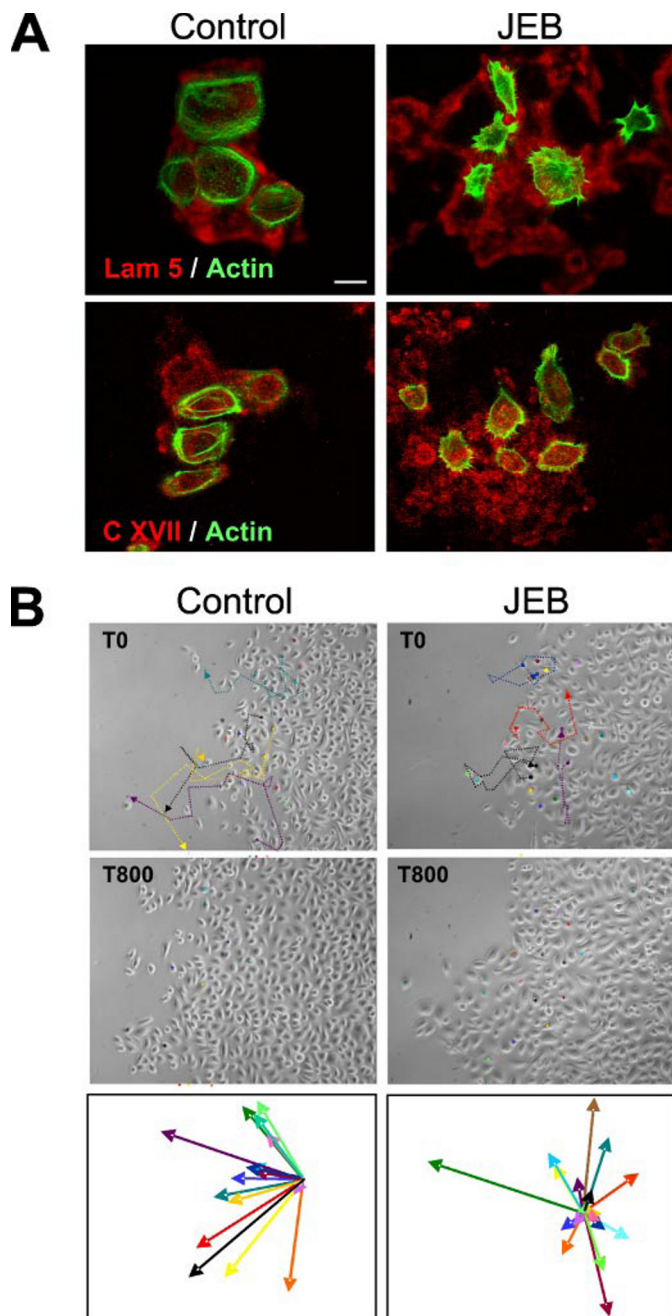 A
Control JEB
Lam 5 / Actin
C XVII / Actin
B
Control JEB
T0 T0
T800 T800